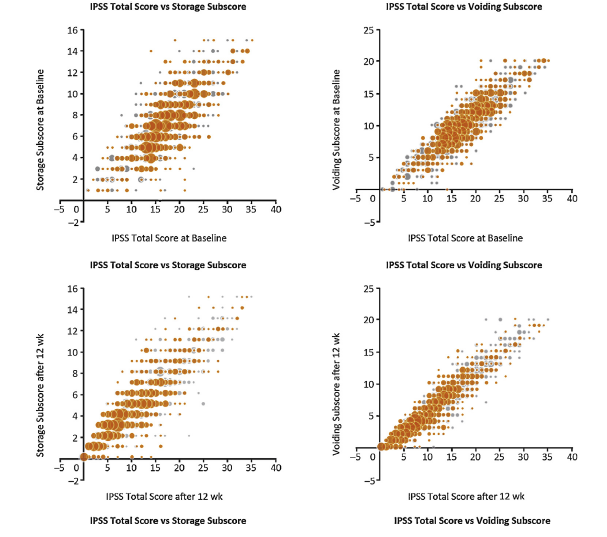 IPSS Total Score vs Storage Subscore
IPSS Total Score vs Voiding Subscore
Storage Subscore at Baseline
16
14
12
10
8
6
4
2
−2
−5 0 5 10 15 20 25 30 35 40
IPSS Total Score at Baseline
Voiding Subscore at Baseline
25
20
15
10
5
−5
−5 0 5 10 15 20 25 30 35 40
IPSS Total Score at Baseline
IPSS Total Score vs Storage Subscore
IPSS Total Score vs Voiding Subscore
Storage Subscore after 12 wk
16
14
12
10
8
6
4
2
−2
−5 0 5 10 15 20 25 30 35 40
IPSS Total Score after 12 wk
Voiding Subscore after 12 wk
25
20
15
10
5
−5
−5 0 5 10 15 20 25 30 35 40
IPSS Total Score after 12 wk
IPSS Total Score vs Storage Subscore
IPSS Total Score vs Voiding Subscore